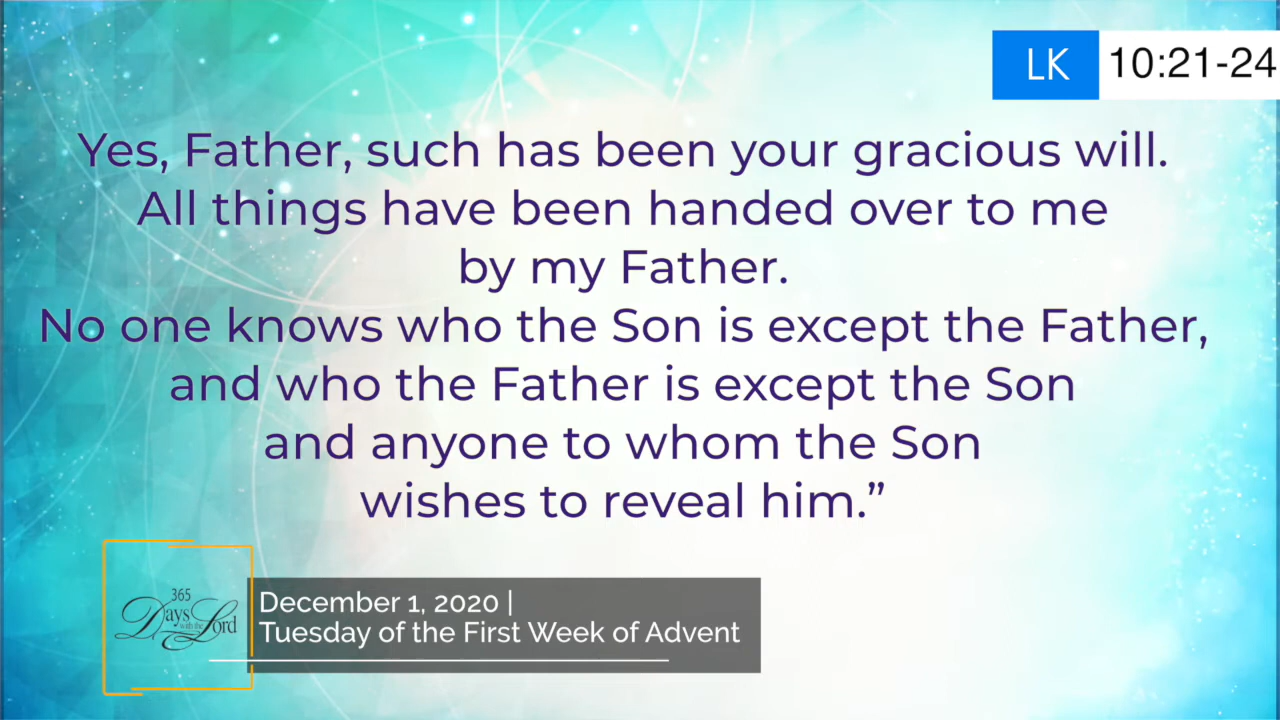 LK 10:21-24
Yes, Father, such has been your gracious will.
All things have been handed over to me
by my Father.
No one knows who the Son is except the Father,
and who the Father is except the Son
and anyone to whom the Son
wishes to reveal him.”
365
Days with the Lord
December 1, 2020 |
Tuesday of the First Week of Advent